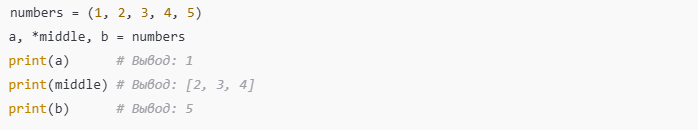 numbers = (1, 2, 3, 4, 5)
a, *middle, b = numbers
print(a)      # Вывод: 1
print(middle) # Вывод: [2, 3, 4]
print(b)      # Вывод: 5